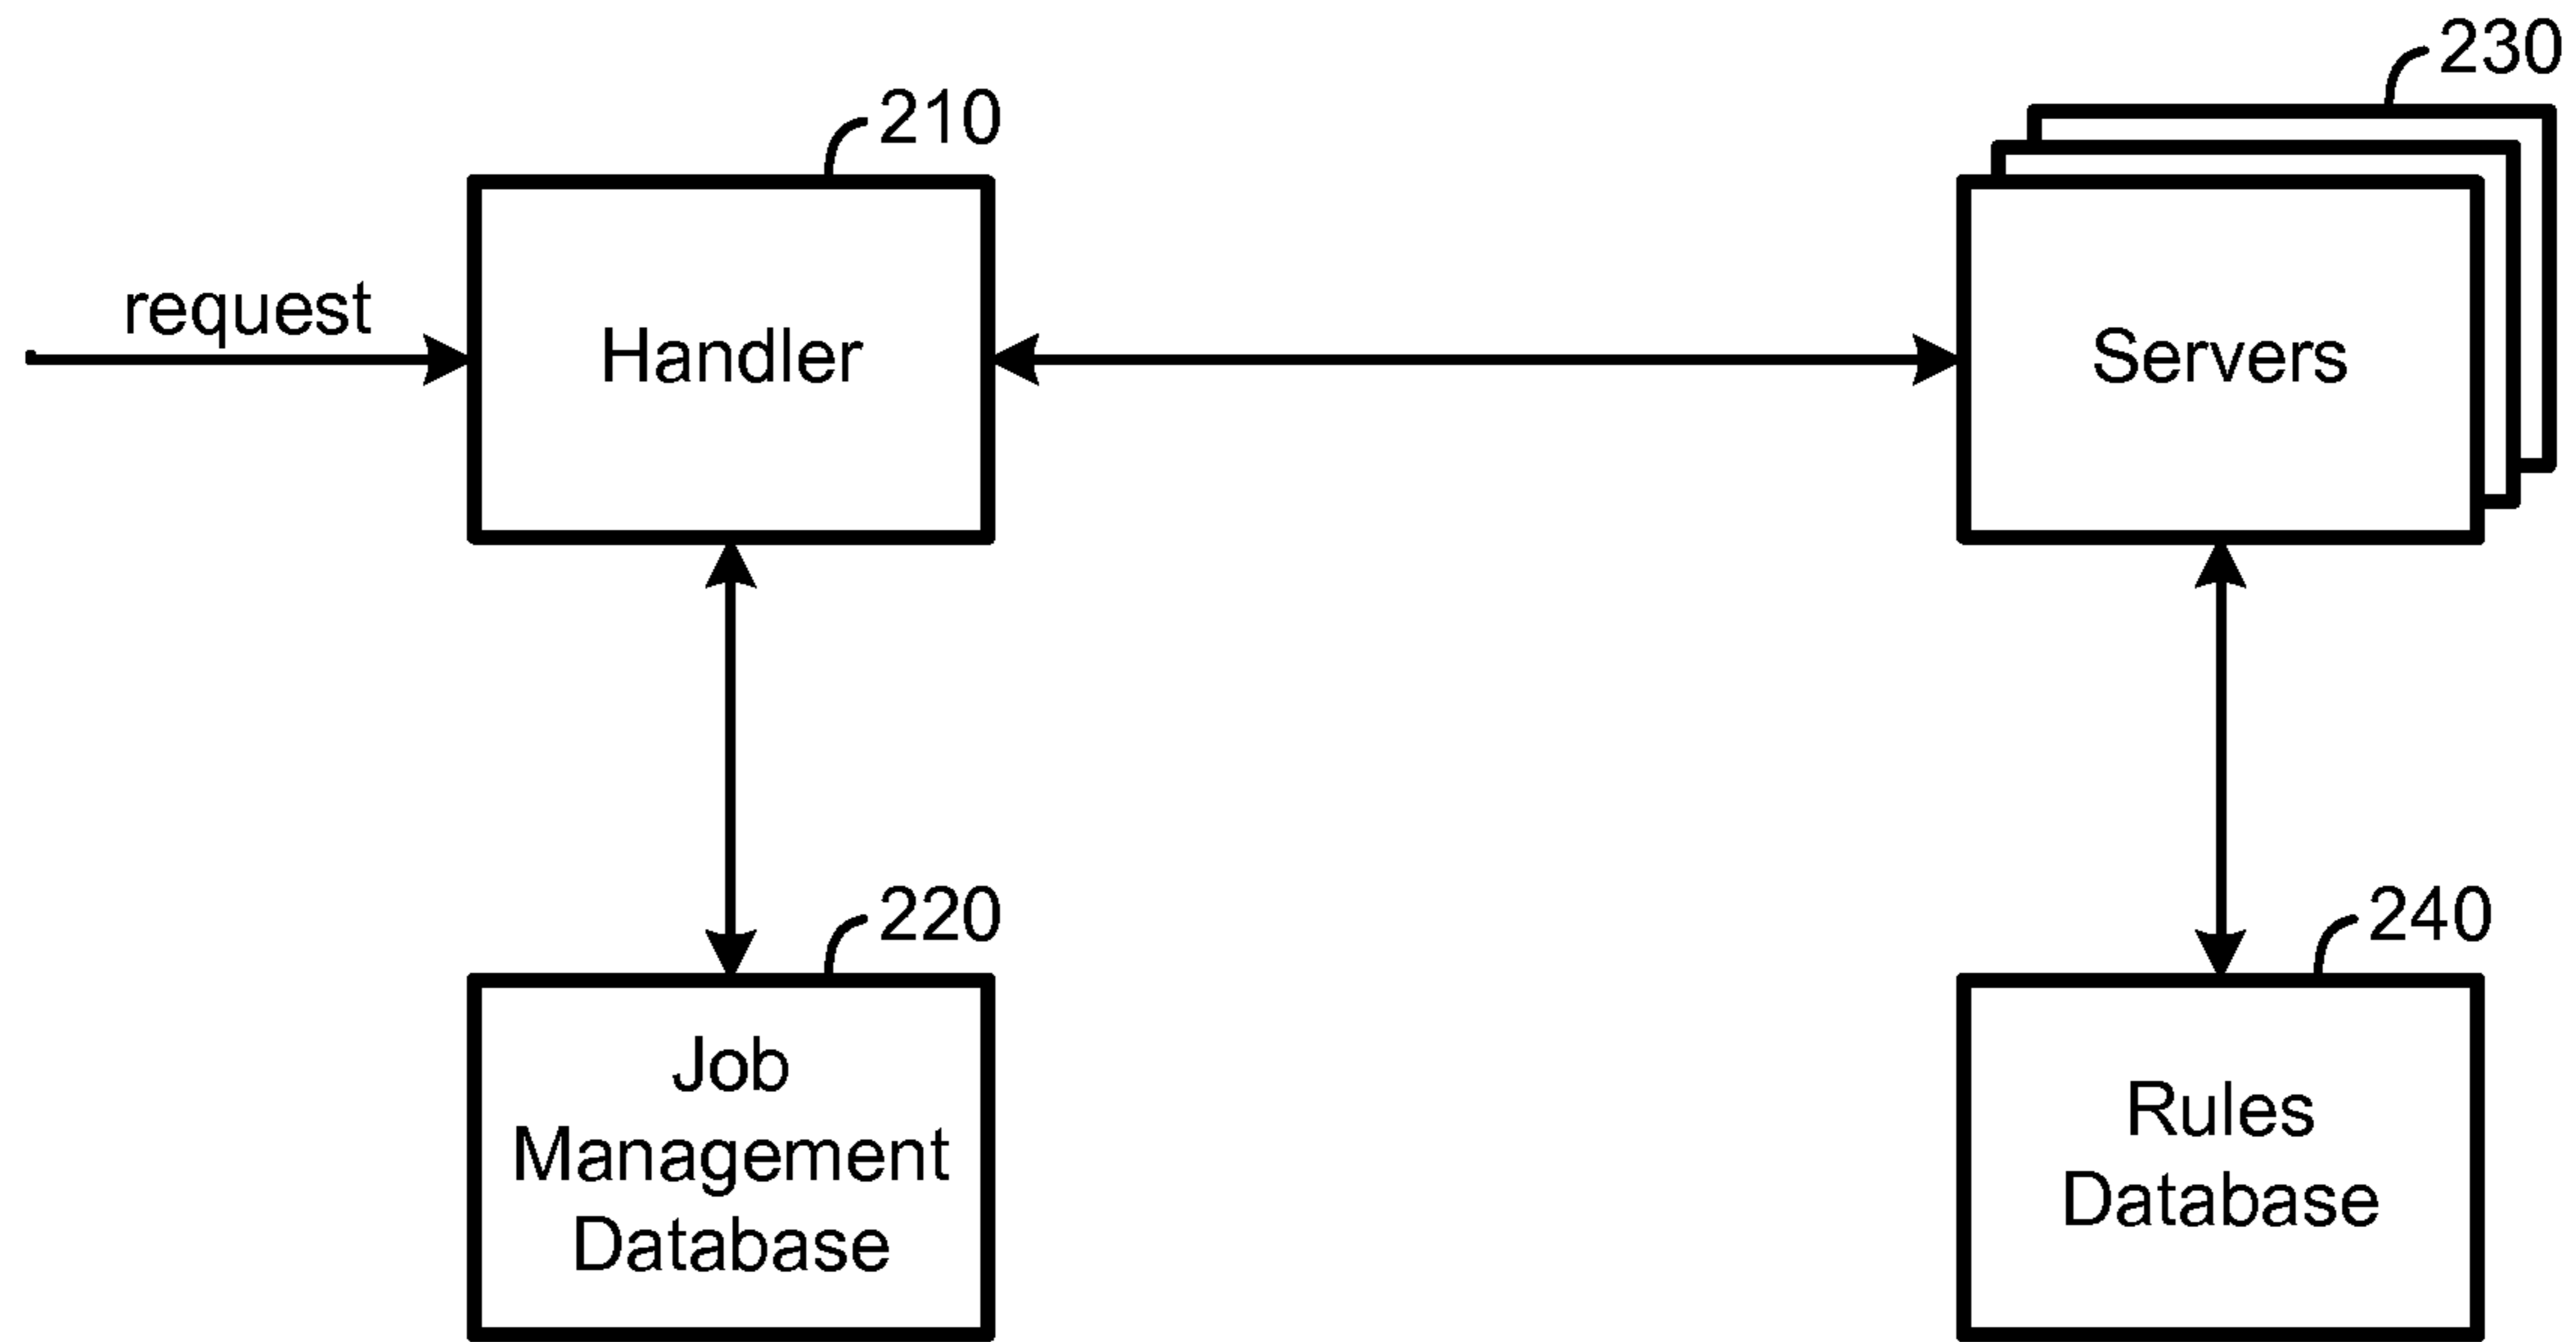 230
210
request
Handler
Servers
220
240
Job
Management
Database
Rules
Database